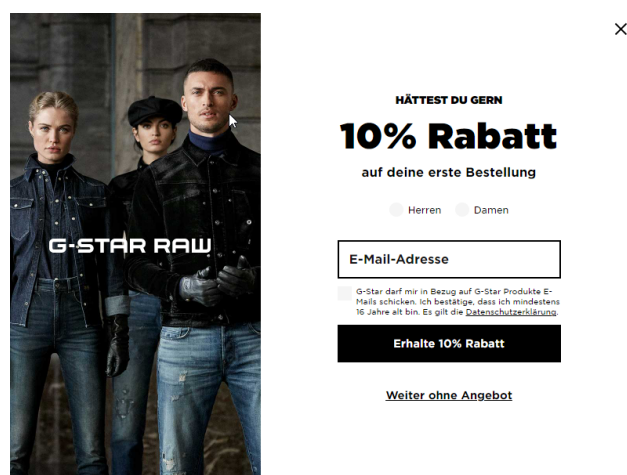 G-STAR RAW
HÄTTEST DU GERN
10% Rabatt
auf deine erste Bestellung
Herren Damen
E-Mail-Adresse
G-Star darf mir in Bezug auf G-Star Produkte E-
Mails schicken. Ich bestätige, dass ich mindestens
16 Jahre alt bin. Es gilt die Datenschutzerklärung.
Erhalte 10% Rabatt
Weiter ohne Angebot